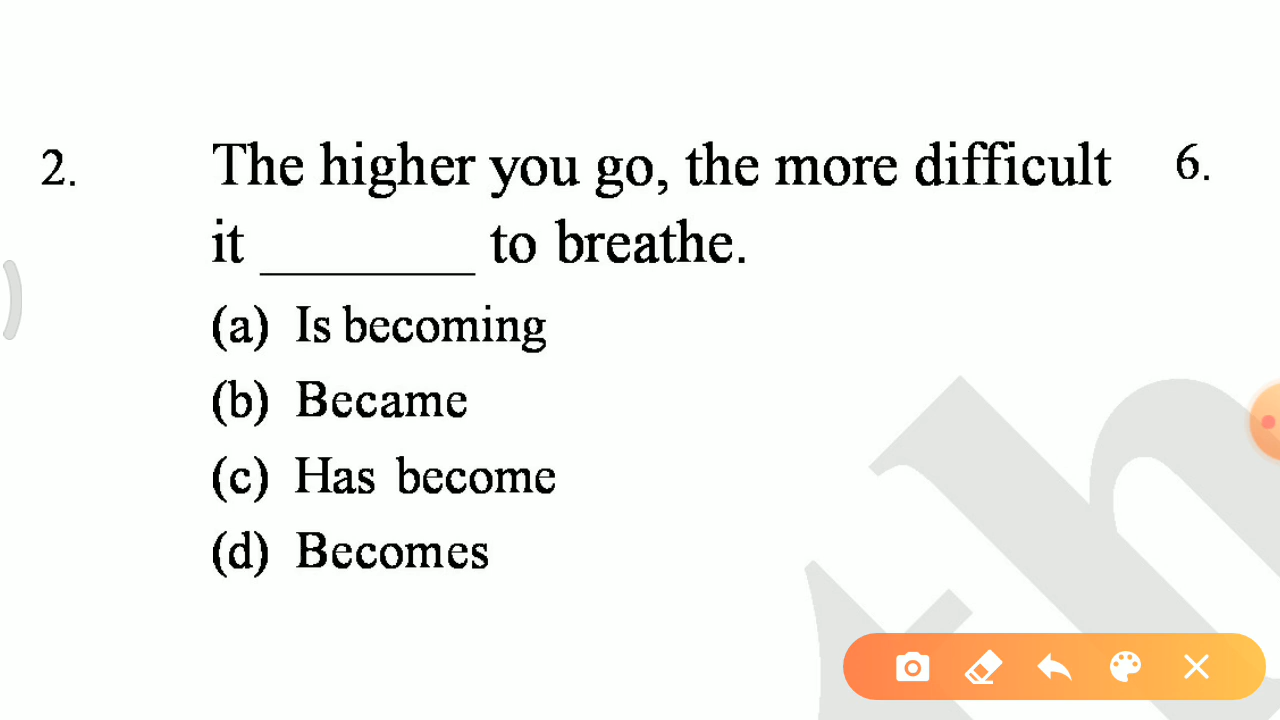 2. The higher you go, the more difficult 6.
it ________ to breathe.
(a) Is becoming
(b) Became
(c) Has become
(d) Becomes